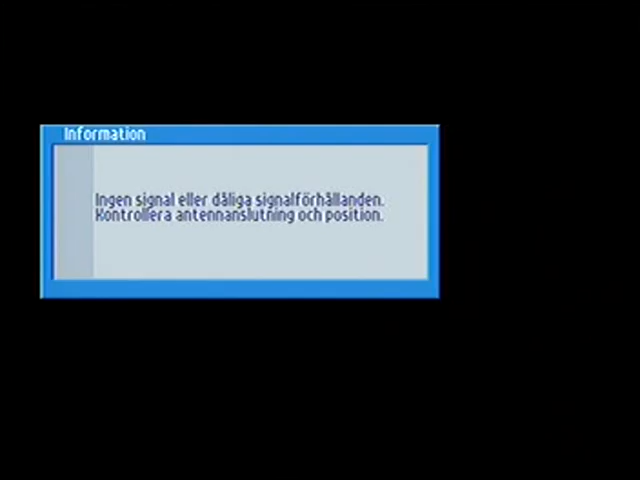 Information
Ingen signal eller dåliga signalförhållanden.
Kontrollera antennanslutning och position.